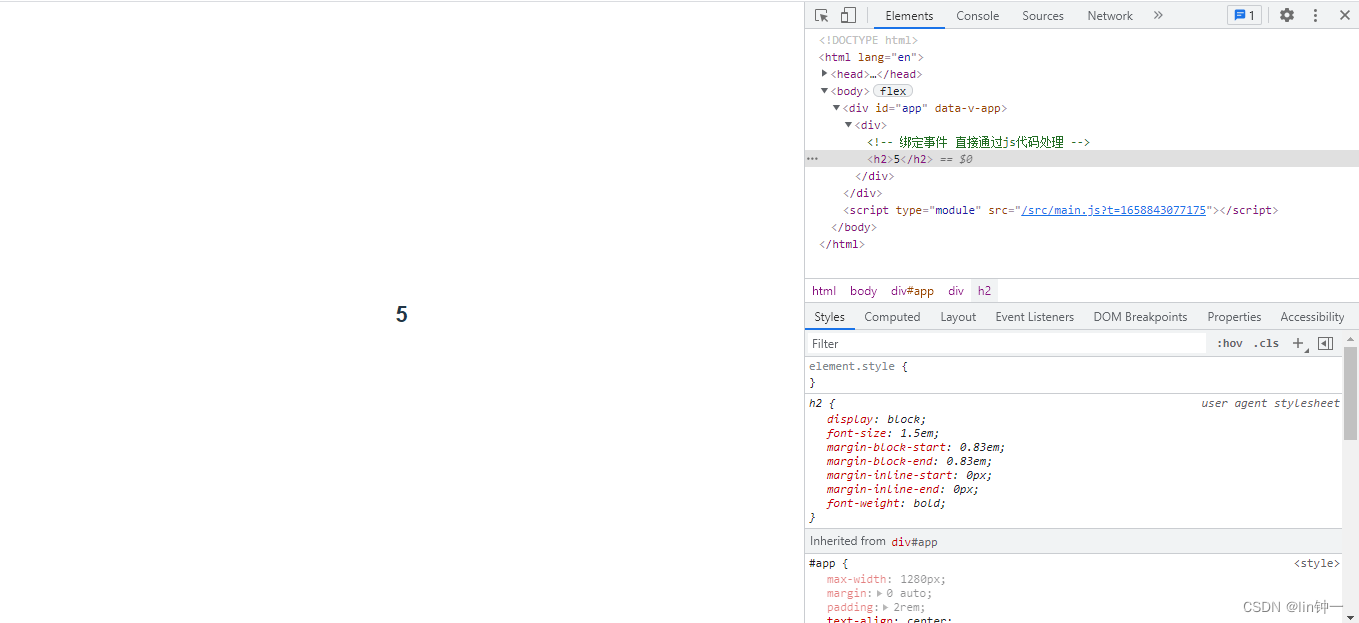 Elements Console Sources Network » 1
<!DOCTYPE html>
<html lang="en">
<head>…</head>
<body> flex
<div id="app" data-v-app>
<div>
<!-- 绑定事件 直接通过js代码处理 -->
<h2>5</h2> == $0
</div>
</div>
<script type="module" src="/src/main.js?t=1658843077175"></script>
</body>
</html>
html body div#app div h2
5
Styles Computed Layout Event Listeners DOM Breakpoints Properties Accessibility
Filter :hov .cls +
element.style {
}
h2 { user agent stylesheet
display: block;
font-size: 1.5em;
margin-block-start: 0.83em;
margin-block-end: 0.83em;
margin-inline-start: 0px;
margin-inline-end: 0px;
font-weight: bold;
}
Inherited from div#app
#app { <style>
max-width: 1280px;
margin: 0 auto;
padding: 2rem;
text-align: center;
CSDN @lin钟一